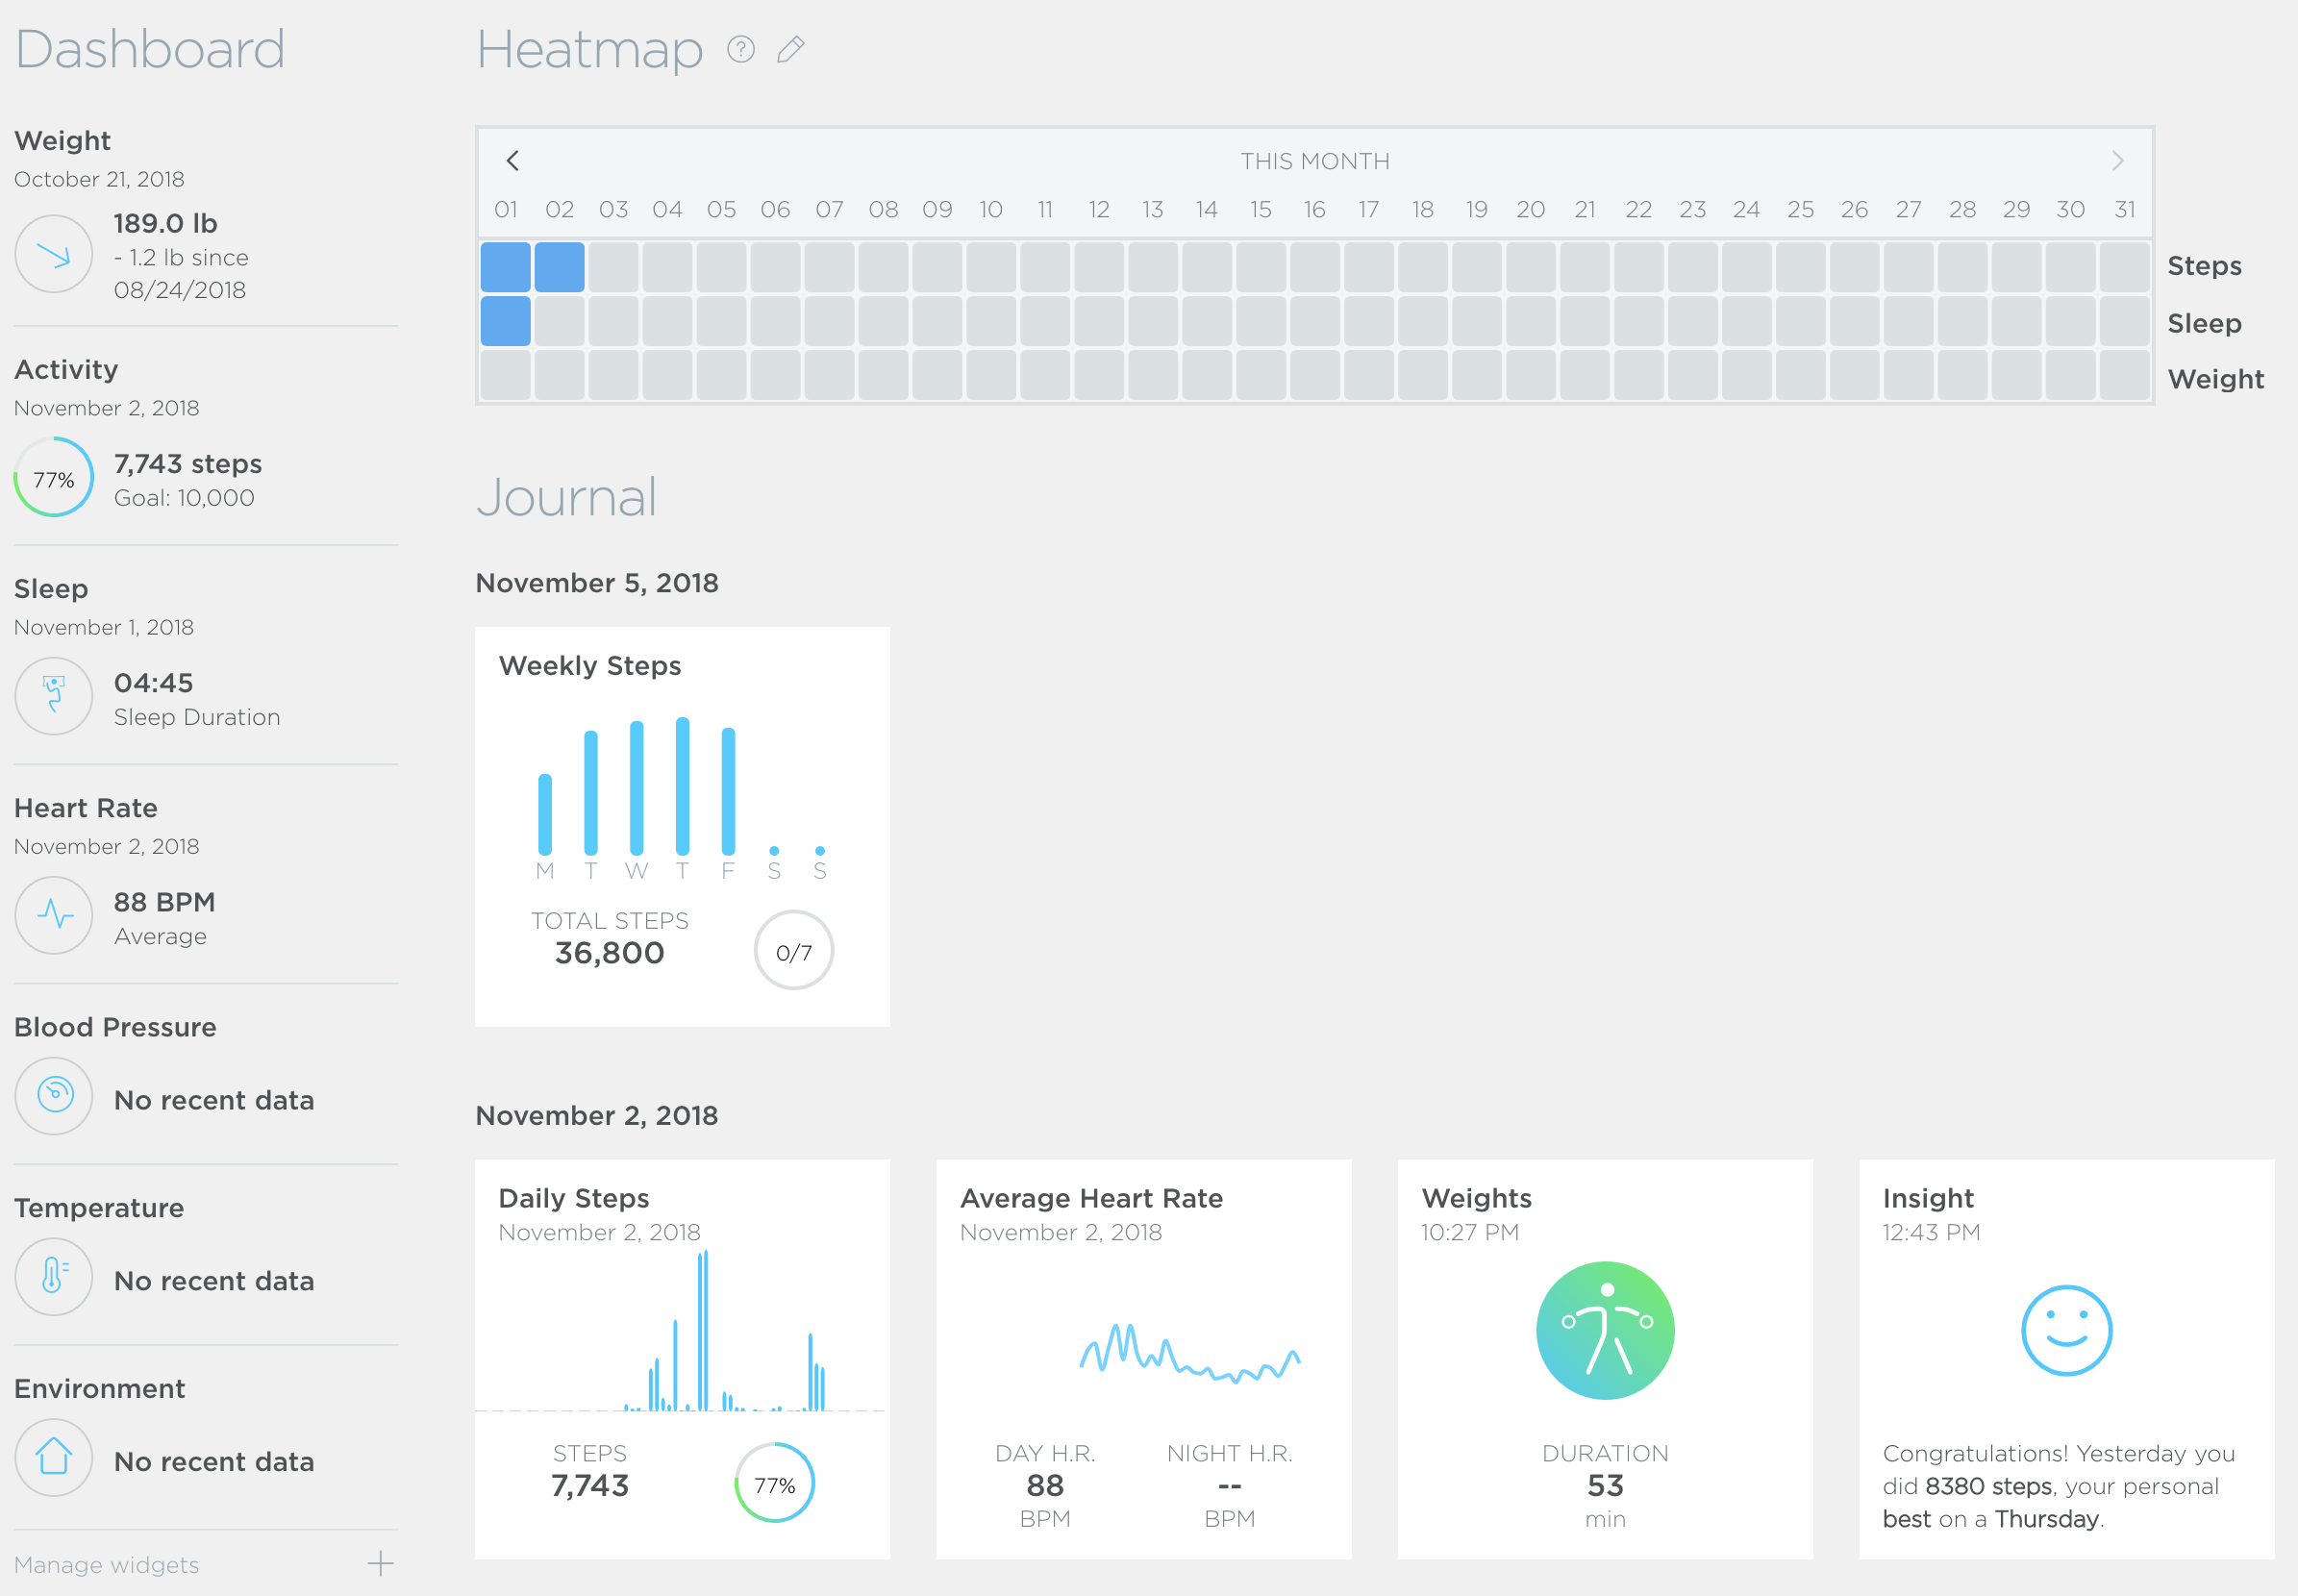 Dashboard
Weight
October 21, 2018
189.0 lb
- 1.2 lb since
08/24/2018
Activity
November 2, 2018
77%
7,743 steps
Goal: 10,000
Sleep
November 1, 2018
04:45
Sleep Duration
Heart Rate
November 2, 2018
88 BPM
Average
Blood Pressure
No recent data
Temperature
No recent data
Environment
No recent data
Manage widgets
Heatmap ?
THIS MONTH
01 02 03 04 05 06 07 08 09 10 11 12 13 14 15 16 17 18 19 20 21 22 23 24 25 26 27 28 29 30 31
Steps
Sleep
Weight
Journal
November 5, 2018
Weekly Steps
M T W T F S S
TOTAL STEPS
36,800
0/7
November 2, 2018
Daily Steps
November 2, 2018
STEPS
7,743
77%
Average Heart Rate
November 2, 2018
DAY H.R.
88
BPM
NIGHT H.R.
--
BPM
Weights
10:27 PM
DURATION
53
min
Insight
12:43 PM
Congratulations! Yesterday you
did 8380 steps, your personal
best on a Thursday.